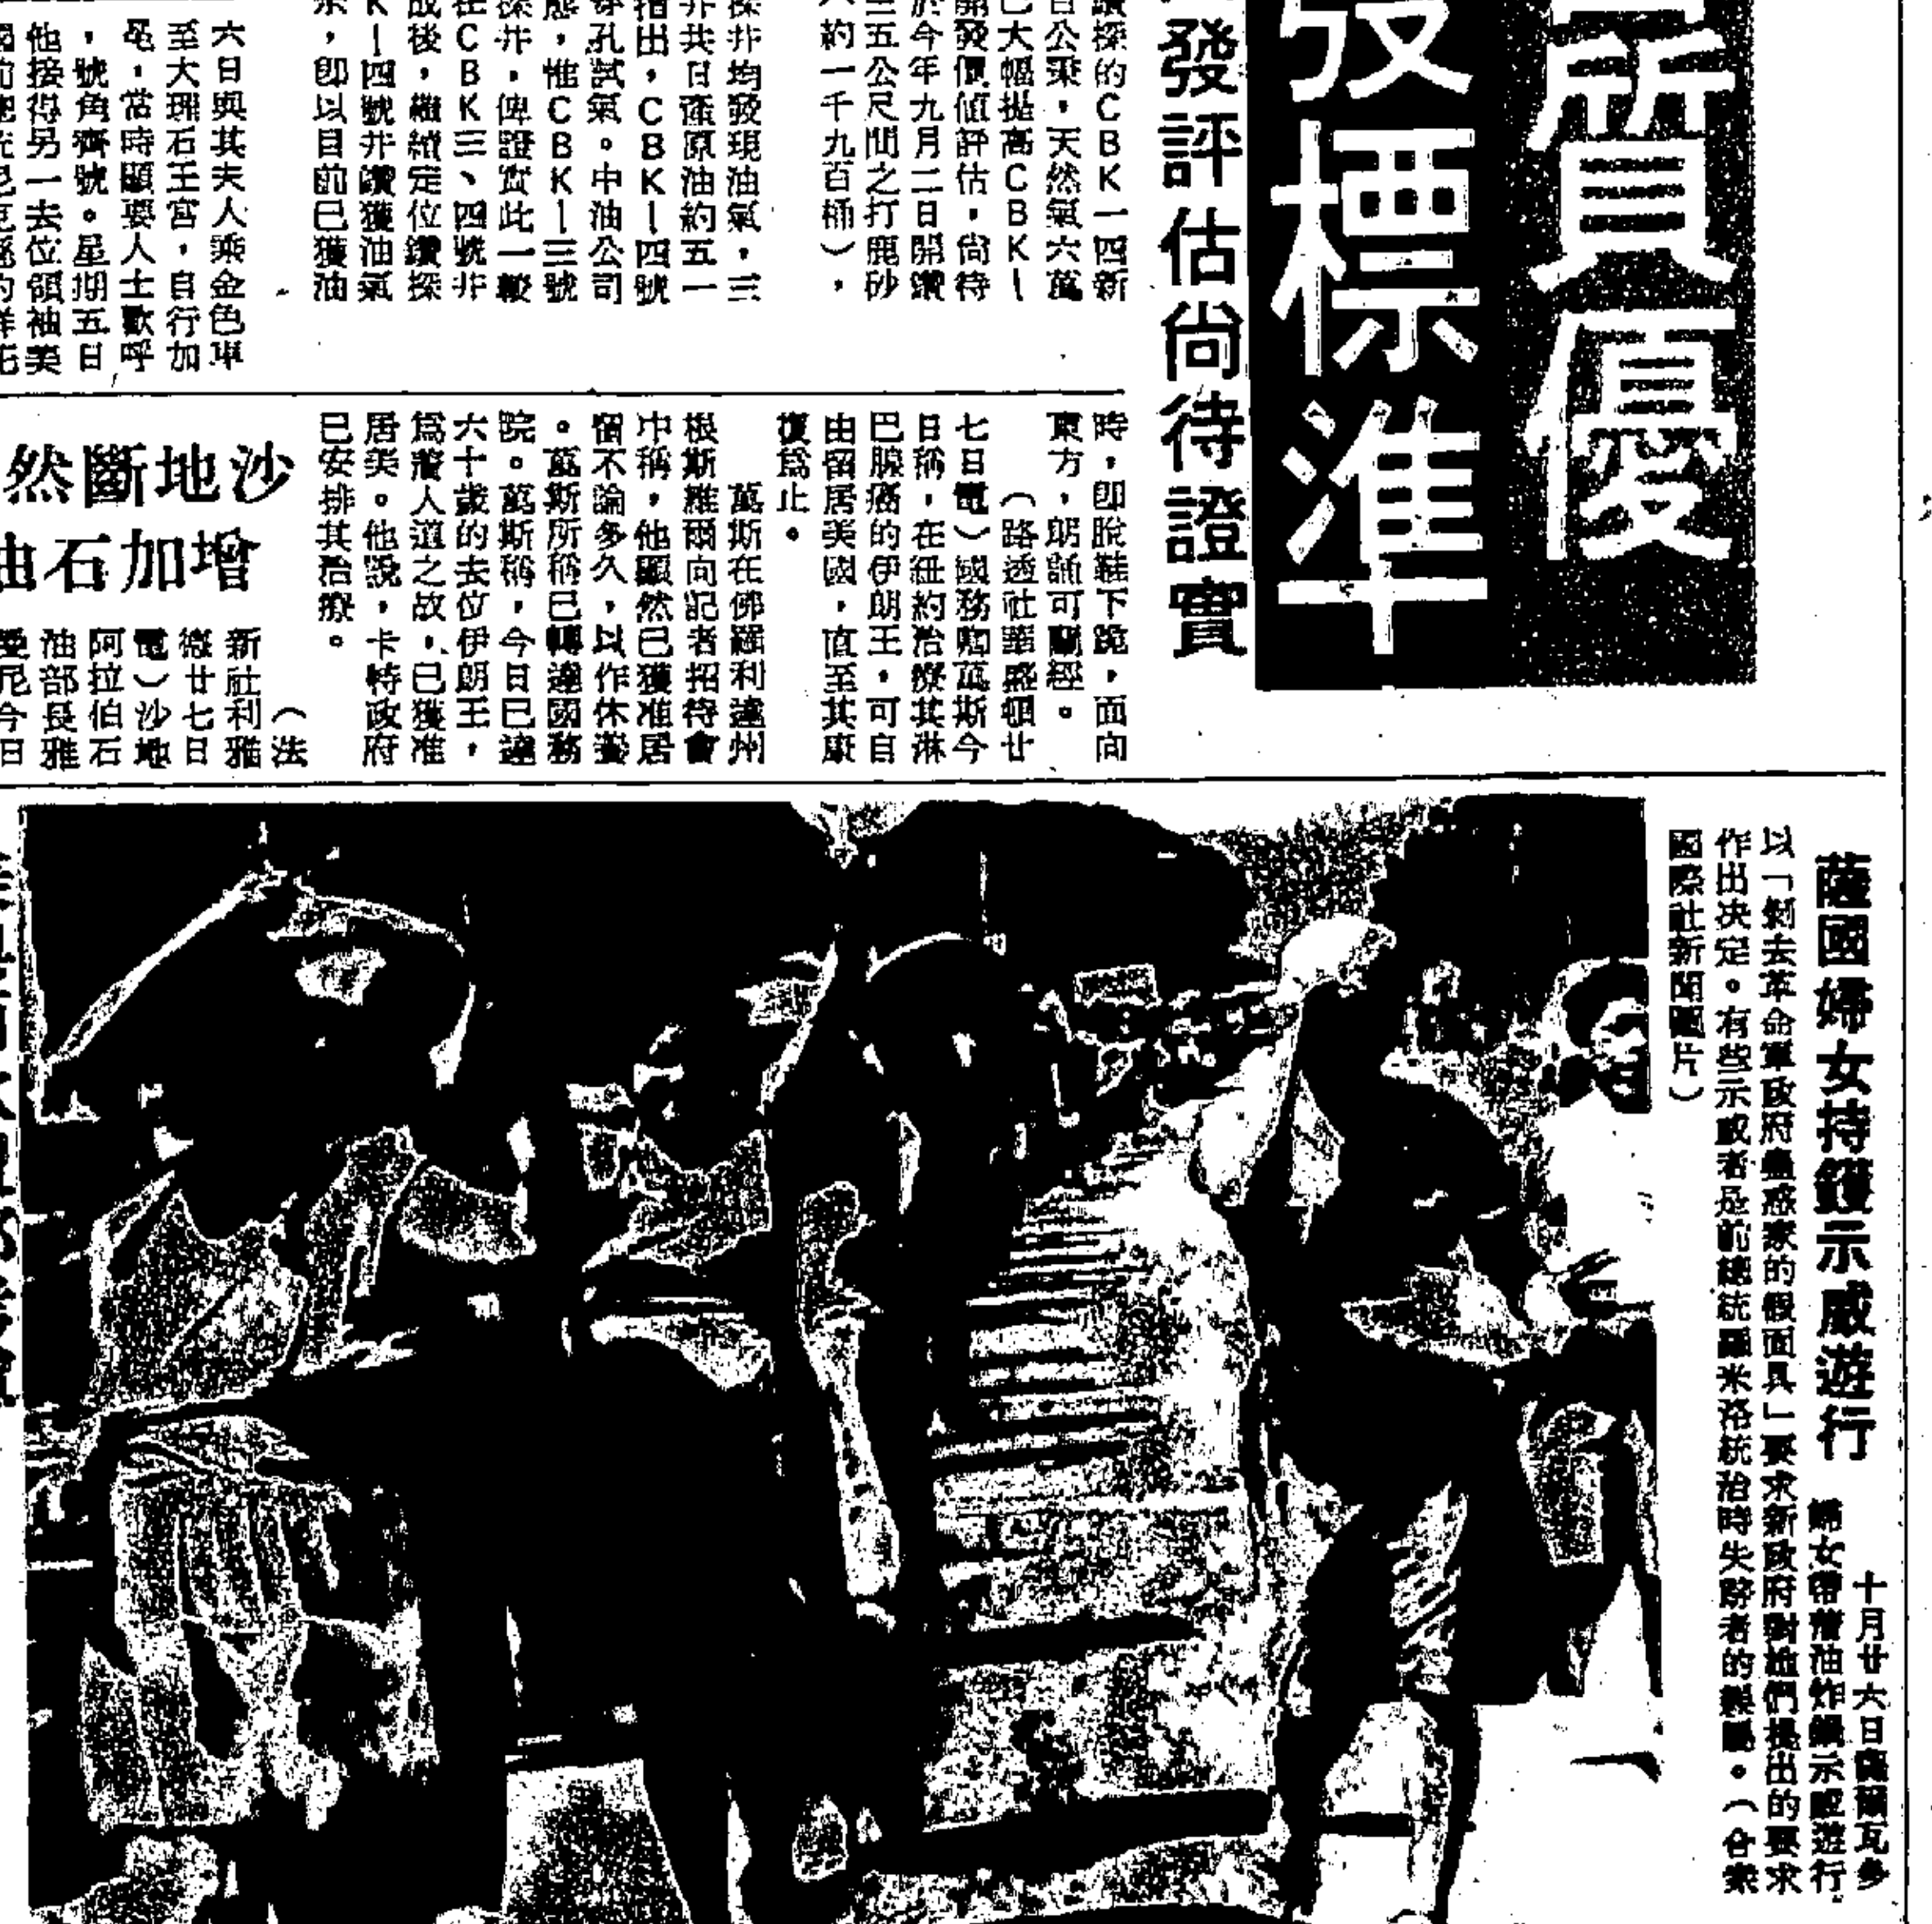 質優
發標準
發評估尚待證實
鑽探的CBK一四新
百公秉，天然氣六萬
已大幅提高CBK｜
開發價值評估，尚待
於今年九月二日開鑽
三五公尺間之打鹿砂
約一千九百桶），
探井均發現油氣，三
井共日產原油約五一
指出，CBK｜四號
穿孔試氣。中油公司
態，惟CBK｜三號
探井，俾證實此一
在CBK三、四號井
成後，繼續定位鑽探
K｜四號井鑽獲油氣
，卽以目前已獲油
六日與其夫人乘金色車
至大理石王宮，自行加
冕，當時顯要人士歡呼
，號角齊號。星期五日
他接得另一去位領袖美
時，卽脫鞋下跪，面向
東方，朗誦可蘭經。
（路透社華盛頓廿
七日電）國務卿萬斯今
日稱，在紐約治療其淋
巴腺癌的伊朗王，可自
由留居美國，直至其康
復爲止。
萬斯在佛羅利達州
根斯維爾向記者招待會
中稱，他顯然已獲准居
留不論多久，以作休養
。萬斯所稱已轉達國務
院。萬斯稱，今日已達
六十歲的去位伊朗王，
爲着人道之故，已獲准
居美。他說，卡特政府
已安排其治療。
沙地斷然
增加石油
（法
新社利雅
德廿七日
電）沙地
阿拉伯石
油部長雅
曼尼今日
薩國婦女持鑊示威遊行
十月廿六日薩爾瓦多
婦女帶着油炸鑊示威遊行
以「剝去革命軍政府蠱惑衆的假面具」要求新政府對她們提出的要求
作出決定。有些示威者是前總統羅米洛統治時失踪者的親屬。（合衆
國際社新聞圖片）